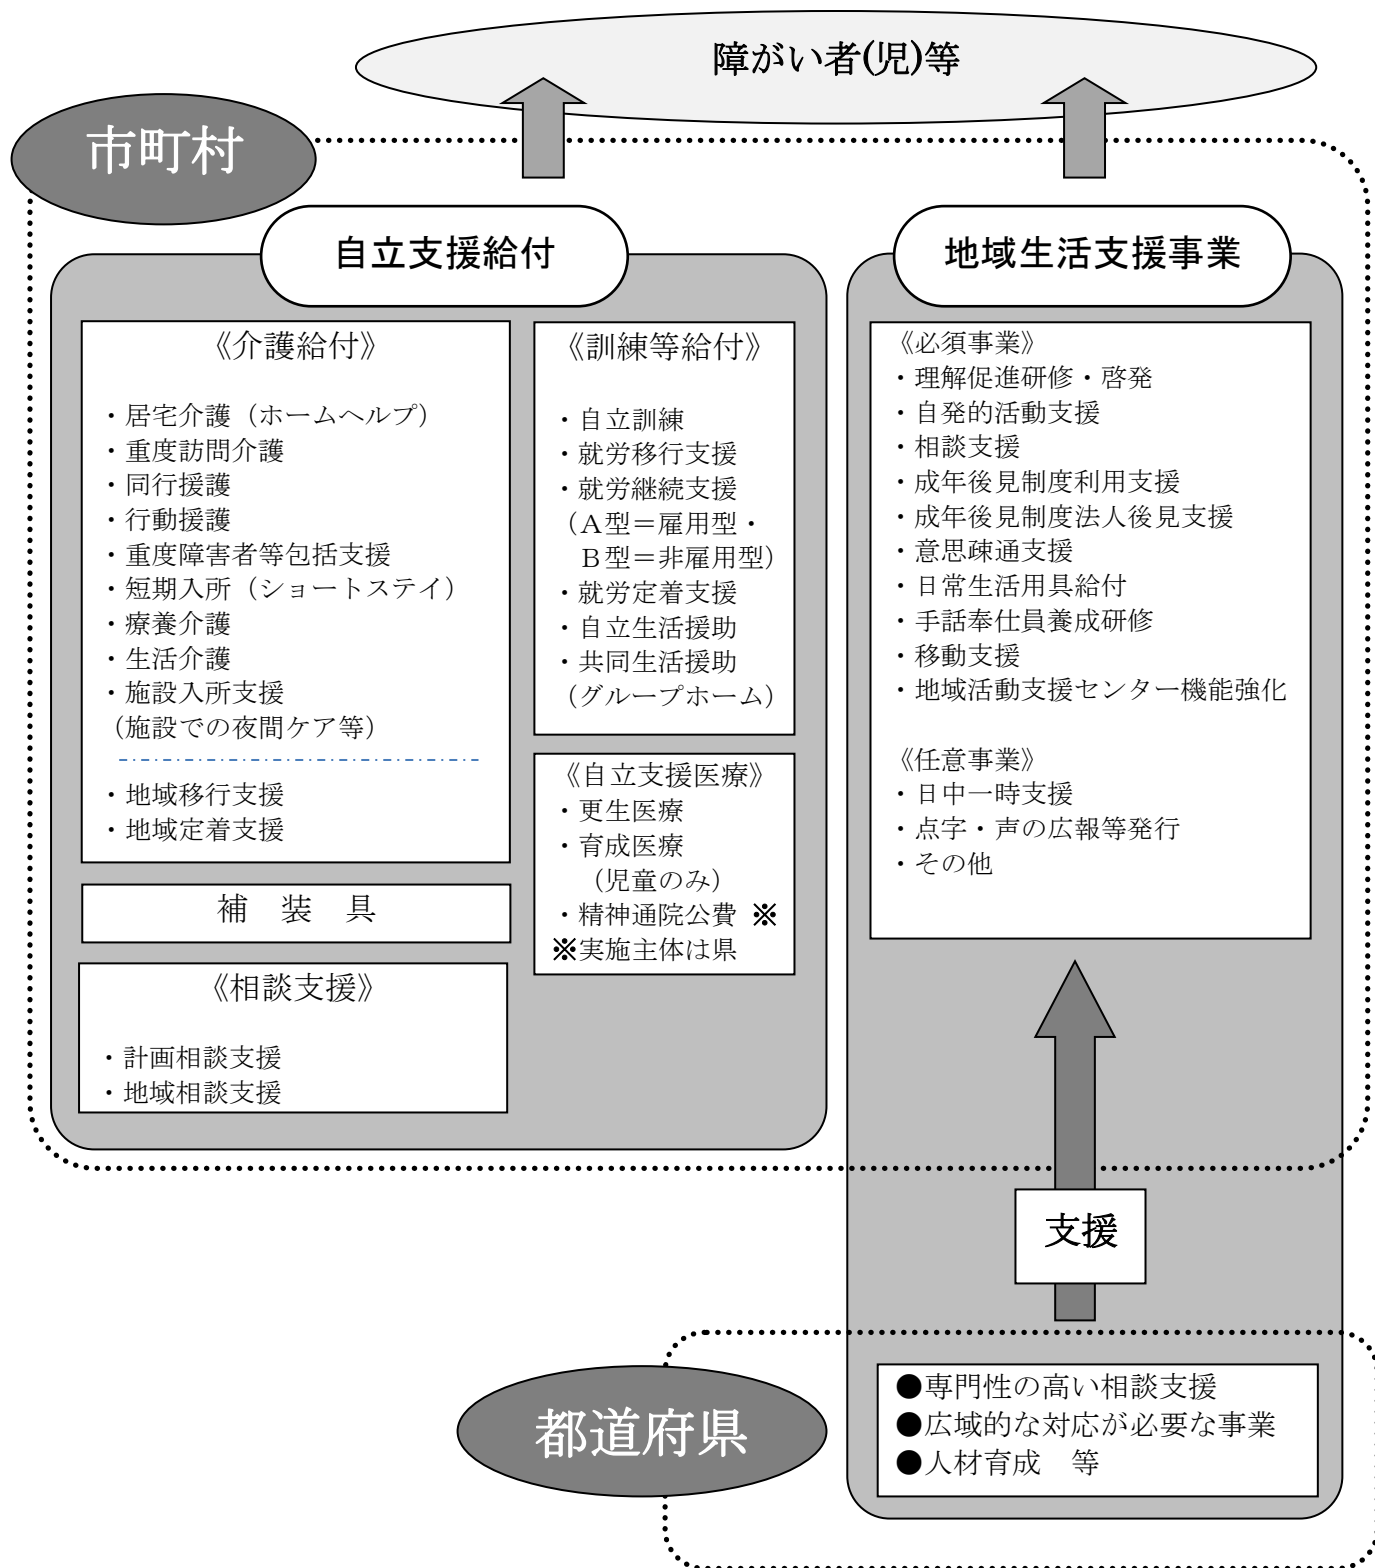 障がい者(児)等
市町村
自立支援給付
《介護給付》
・居宅介護（ホームヘルプ）
・重度訪問介護
・同行援護
・行動援護
・重度障害者等包括支援
・短期入所（ショートステイ）
・療養介護
・生活介護
・施設入所支援
（施設での夜間ケア等）
・地域移行支援
・地域定着支援
補　装　具
《相談支援》
・計画相談支援
・地域相談支援
《訓練等給付》
・自立訓練
・就労移行支援
・就労継続支援
（Ａ型＝雇用型・
Ｂ型＝非雇用型）
・就労定着支援
・自立生活援助
・共同生活援助
（グループホーム）
《自立支援医療》
・更生医療
・育成医療
（児童のみ）
・精神通院公費 ※
※実施主体は県
地域生活支援事業
《必須事業》
・理解促進研修・啓発
・自発的活動支援
・相談支援
・成年後見制度利用支援
・成年後見制度法人後見支援
・意思疎通支援
・日常生活用具給付
・手話奉仕員養成研修
・移動支援
・地域活動支援センター機能強化
《任意事業》
・日中一時支援
・点字・声の広報等発行
・その他
支援
都道府県
●専門性の高い相談支援
●広域的な対応が必要な事業
●人材育成　等